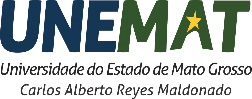 UNEMAT
Universidade do Estado de Mato Grosso
Carlos Alberto Reyes Maldonado